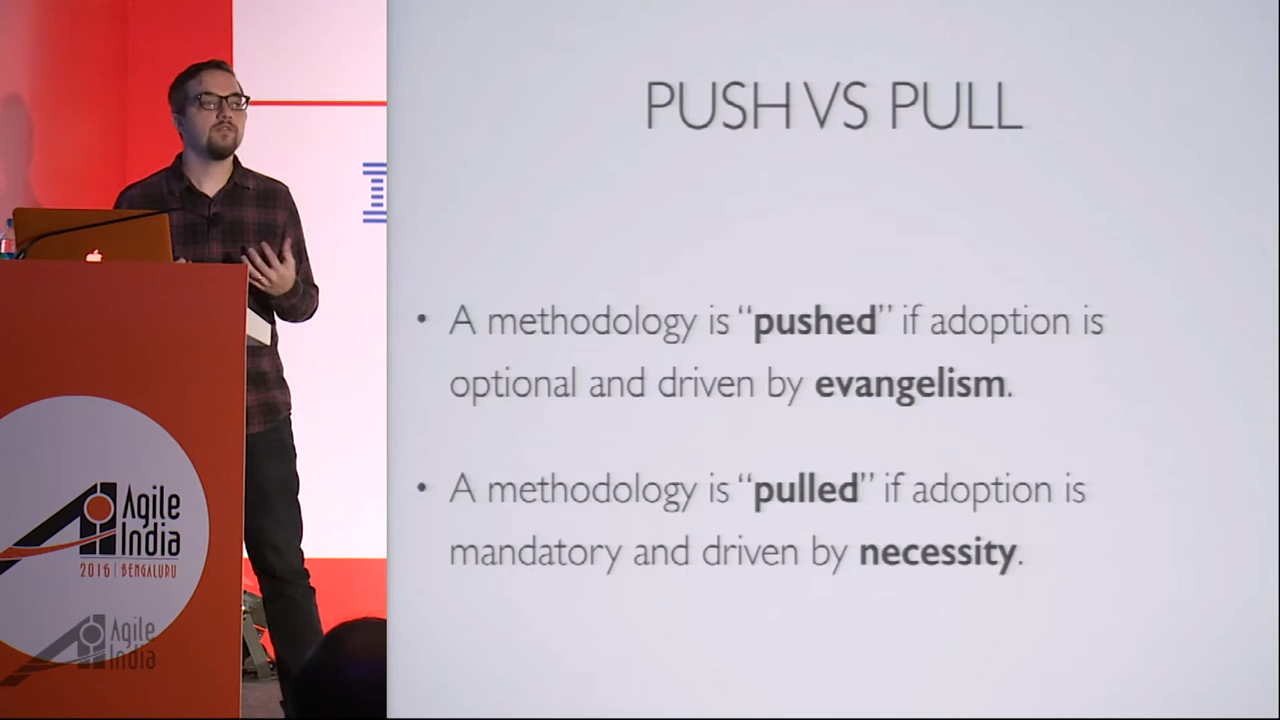 PUSH VS PULL
• A methodology is “pushed” if adoption is
optional and driven by evangelism.
• A methodology is “pulled” if adoption is
mandatory and driven by necessity.
Agile
India
2016 | BENGALURU
Agile
India